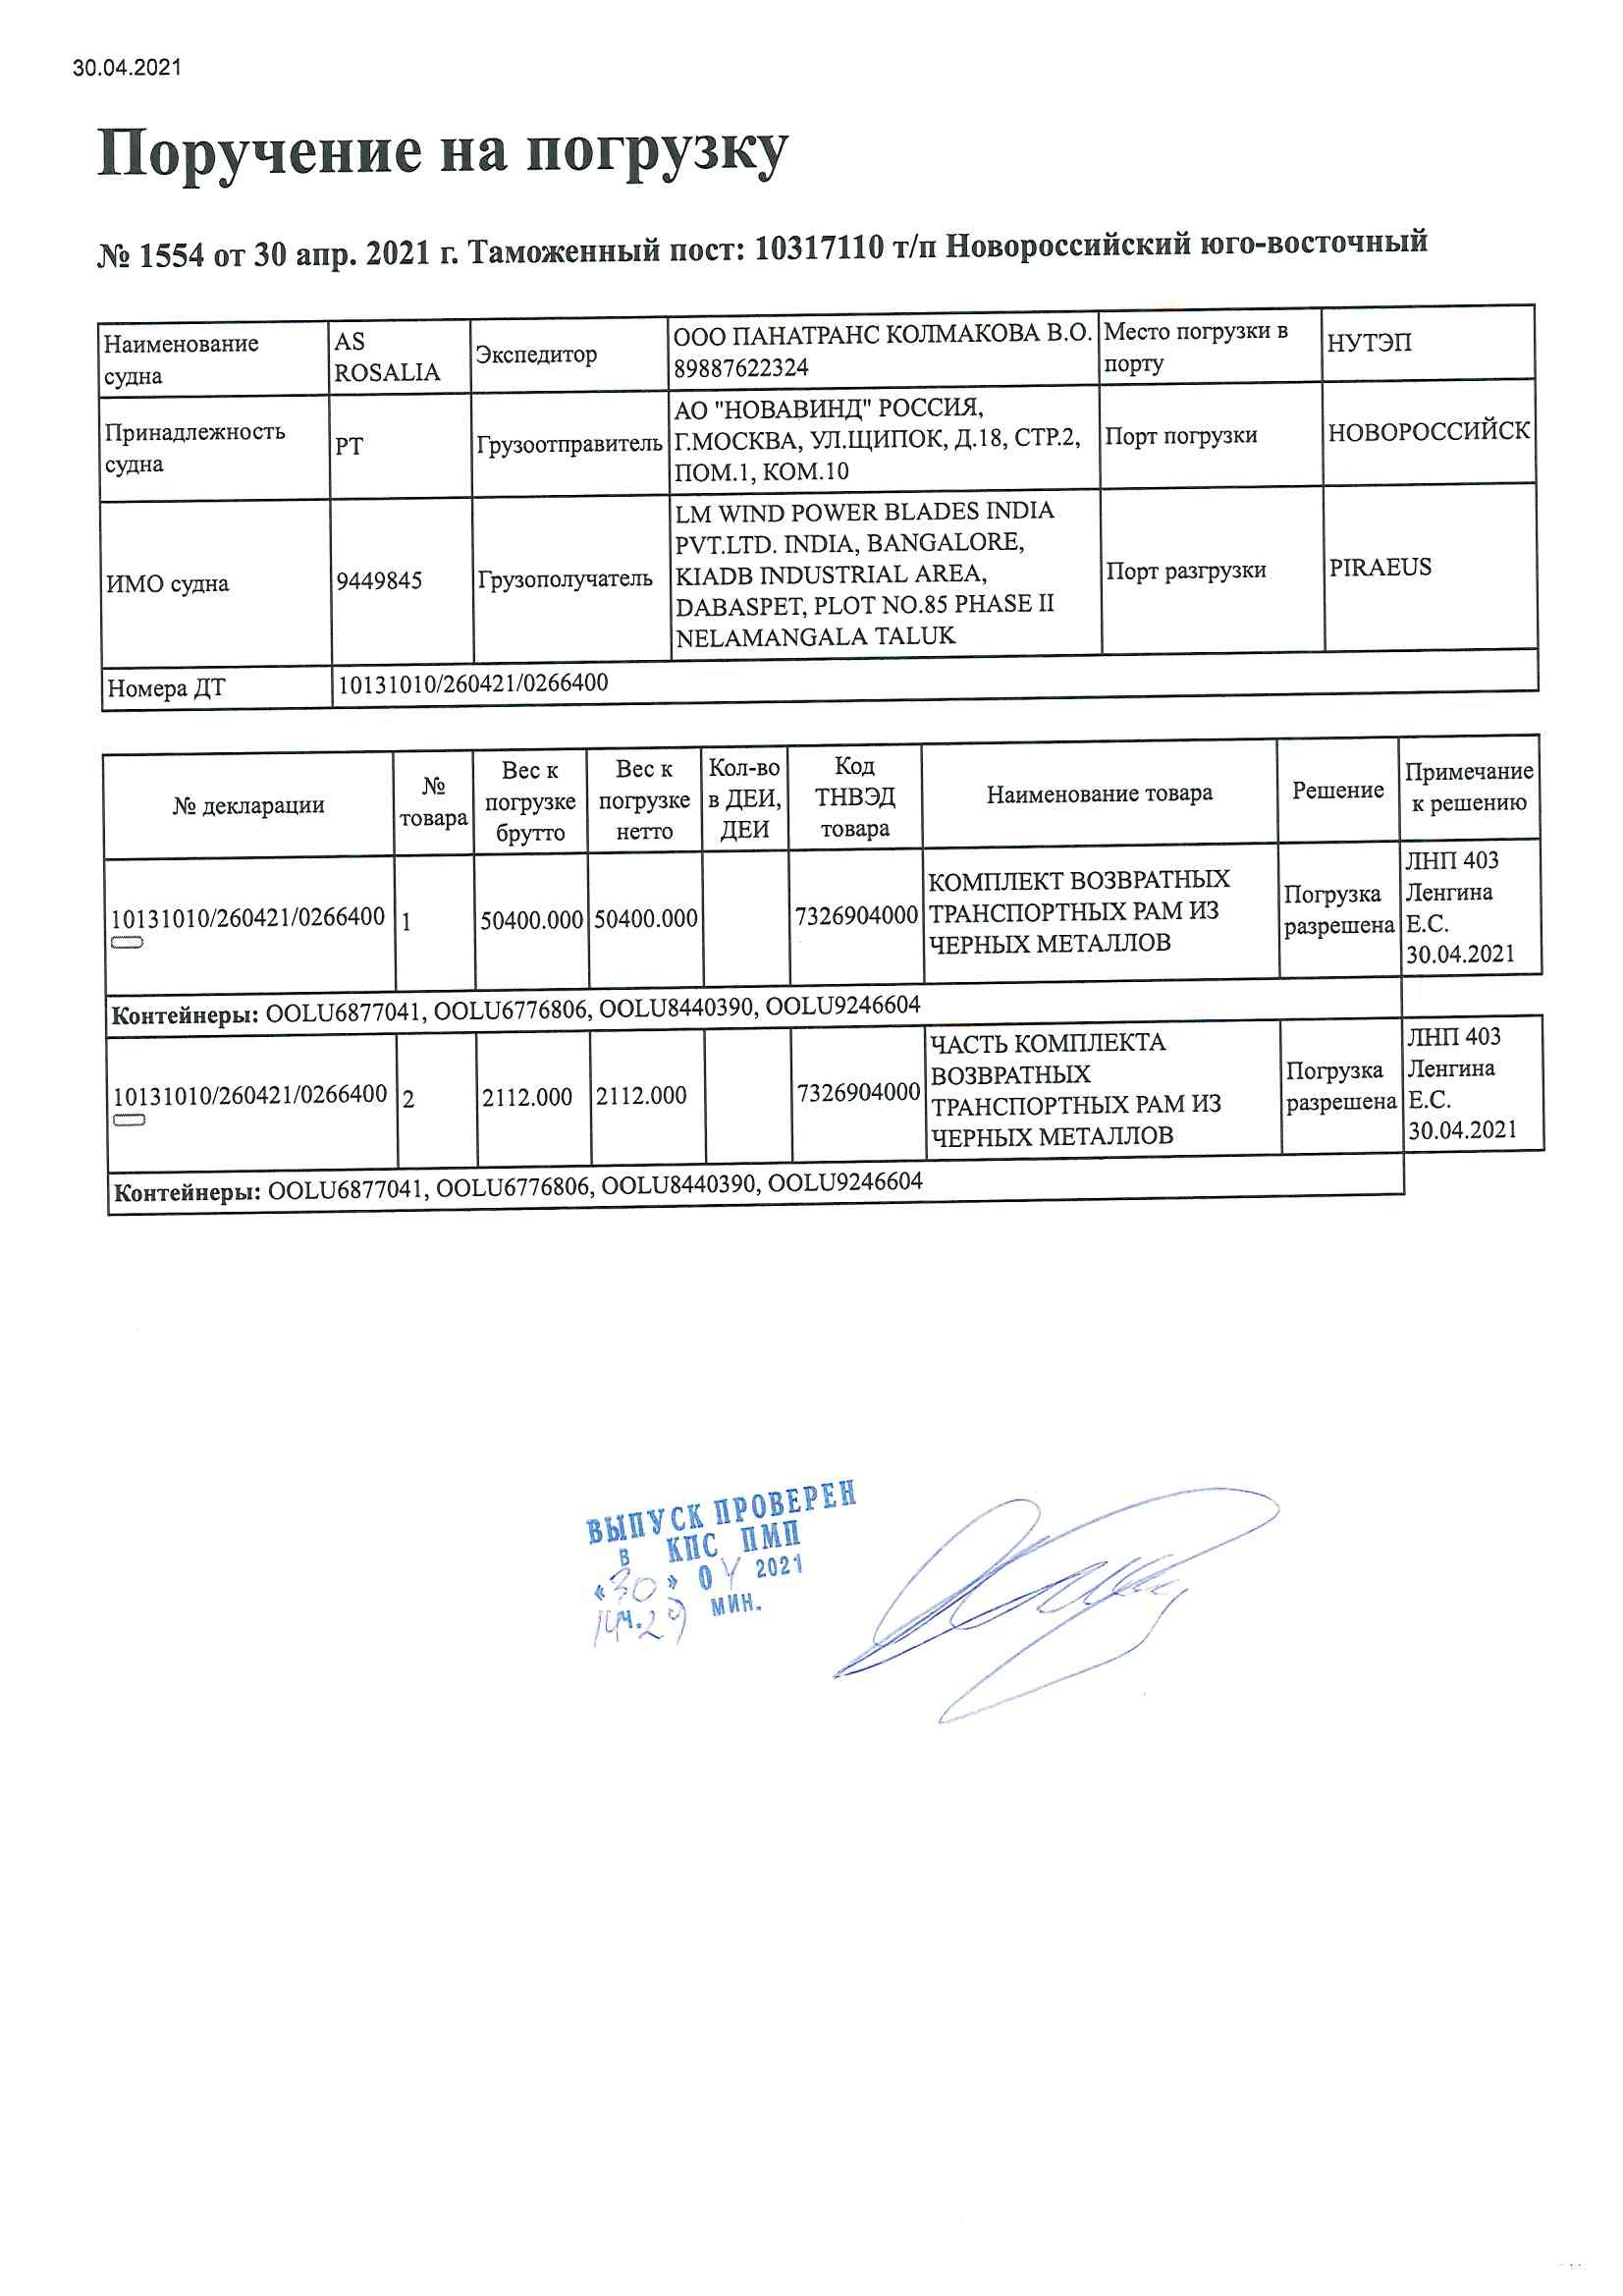 30.04.2021
Поручение на погрузку
№ 1554 от 30 апр. 2021 г. Таможенный пост: 10317110 т/п Новороссийский юго-восточный
Наименование
судна
AS
ROSALIA
Экспедитор
ООО ПАНАТРАНС КОЛМАКОВА В.О.
89887622324
Место погрузки в
порту
НУТЭП
Принадлежность
судна
PT
Грузоотправитель
АО "НОВАВИНД" РОССИЯ,
Г.МОСКВА, УЛ.ЩИПОК, Д.18, СТР.2,
ПОМ.1, КОМ.10
Порт погрузки
НОВОРОССИЙСК
ИМО судна
9449845
Грузополучатель
LM WIND POWER BLADES INDIA
PVT.LTD. INDIA, BANGALORE,
KIADB INDUSTRIAL AREA,
DABASPET, PLOT NO.85 PHASE II
NELAMANGALA TALUK
Порт разгрузки
PIRAEUS
Номера ДТ
10131010/260421/0266400
№ декларации
№
товара
Вес к
погрузке
брутто
Вес к
погрузке
нетто
Кол-во
в ДЕИ,
ДЕИ
Код
ТНВЭД
товара
Наименование товара
Решение
Примечание
к решению
10131010/260421/0266400
1
50400.000
50400.000
7326904000
КОМПЛЕКТ ВОЗВРАТНЫХ
ТРАНСПОРТНЫХ РАМ ИЗ
ЧЕРНЫХ МЕТАЛЛОВ
Погрузка
разрешена
ЛНП 403
Ленгина
Е.С.
30.04.2021
Контейнеры: OOLU6877041, OOLU6776806, OOLU8440390, OOLU9246604
10131010/260421/0266400
2
2112.000
2112.000
7326904000
ЧАСТЬ КОМПЛЕКТА
ВОЗВРАТНЫХ
ТРАНСПОРТНЫХ РАМ ИЗ
ЧЕРНЫХ МЕТАЛЛОВ
Погрузка
разрешена
ЛНП 403
Ленгина
Е.С.
30.04.2021
Контейнеры: OOLU6877041, OOLU6776806, OOLU8440390, OOLU9246604
ВЫПУСК ПРОВЕРЕН
в КПС ПМП
«30» 04 2021
14ч.29 мин.